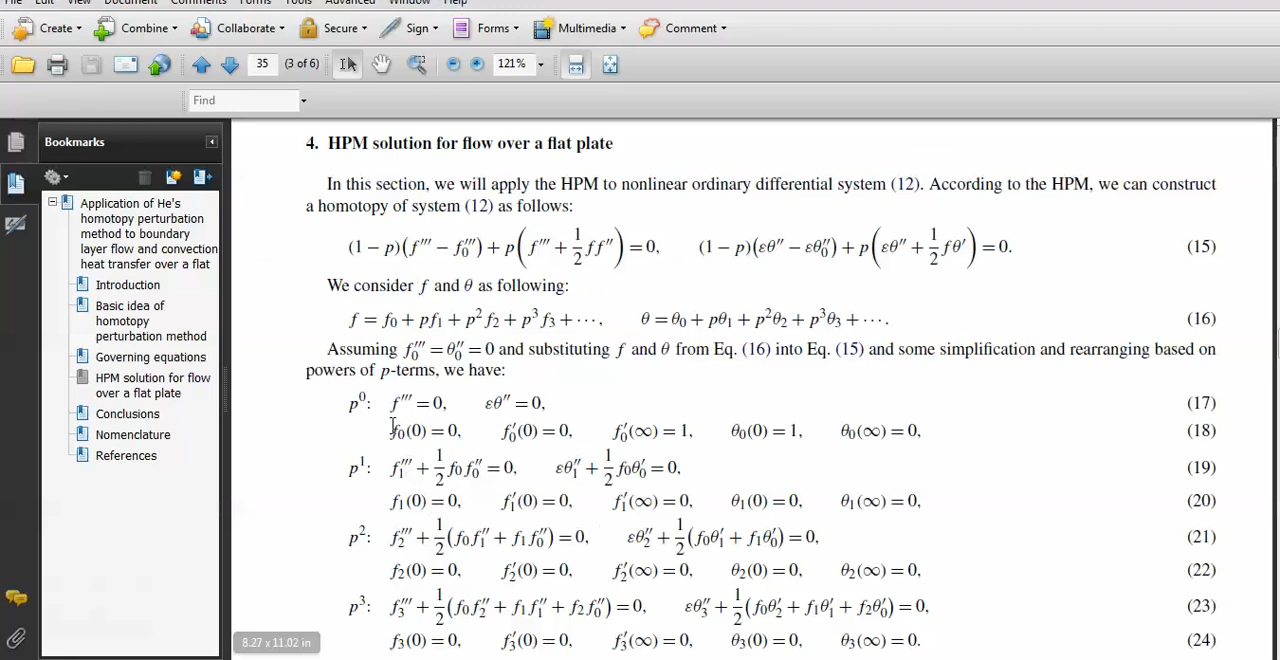 File Edit View Document Comments Forms Tools Advanced Window Help
Create Combine Collaborate Secure Sign Forms Multimedia Comment
35 (3 of 6) 121%
Find
Bookmarks
Application of He's
homotopy perturbation
method to boundary
layer flow and convection
heat transfer over a flat
Introduction
Basic idea of
homotopy
perturbation method
Governing equations
HPM solution for flow
over a flat plate
Conclusions
Nomenclature
References
8.27 x 11.02 in
4. HPM solution for flow over a flat plate
In this section, we will apply the HPM to nonlinear ordinary differential system (12). According to the HPM, we can construct
a homotopy of system (12) as follows:
(1 − p)(f‴ − f₀‴) + p(f‴ + 1/2 ff″) = 0, (1 − p)(εθ″ − εθ₀″) + p(εθ″ + 1/2 fθ′) = 0. (15)
We consider f and θ as following:
f = f₀ + pf₁ + p²f₂ + p³f₃ + ⋯, θ = θ₀ + pθ₁ + p²θ₂ + p³θ₃ + ⋯. (16)
Assuming f₀‴ = θ₀″ = 0 and substituting f and θ from Eq. (16) into Eq. (15) and some simplification and rearranging based on
powers of p-terms, we have:
p⁰: f‴ = 0, εθ″ = 0, (17)
f₀(0) = 0, f₀′(0) = 0, f₀′(∞) = 1, θ₀(0) = 1, θ₀(∞) = 0, (18)
p¹: f₁‴ + 1/2 f₀f₀″ = 0, εθ₁″ + 1/2 f₀θ₀′ = 0, (19)
f₁(0) = 0, f₁′(0) = 0, f₁′(∞) = 0, θ₁(0) = 0, θ₁(∞) = 0, (20)
p²: f₂‴ + 1/2 (f₀f₁″ + f₁f₀″) = 0, εθ₂″ + 1/2 (f₀θ₁′ + f₁θ₀′) = 0, (21)
f₂(0) = 0, f₂′(0) = 0, f₂′(∞) = 0, θ₂(0) = 0, θ₂(∞) = 0, (22)
p³: f₃‴ + 1/2 (f₀f₂″ + f₁f₁″ + f₂f₀″) = 0, εθ₃″ + 1/2 (f₀θ₂′ + f₁θ₁′ + f₂θ₀′) = 0, (23)
f₃(0) = 0, f₃′(0) = 0, f₃′(∞) = 0, θ₃(0) = 0, θ₃(∞) = 0. (24)